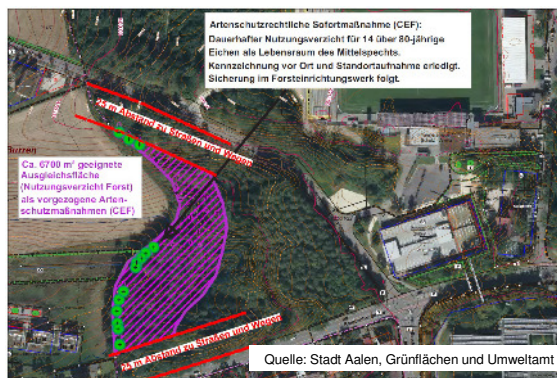 Artenschutzrechtliche Sofortmaßnahme (CEF):
Dauerhafter Nutzungsverzicht für 14 über 80-jährige
Eichen als Lebensraum des Mittelspechts.
Kennzeichnung vor Ort und Standortaufnahme erledigt.
Sicherung im Forsteinrichtungswerk folgt.
25 m Abstand zu Straßen und Wegen
Burren
Ca. 6700 m² geeignete
Ausgleichsfläche
(Nutzungsverzicht Forst)
als vorgezogene Arten-
schutzmaßnahmen (CEF)
25 m Abstand zu Straßen und Wegen
Quelle: Stadt Aalen, Grünflächen und Umweltamt